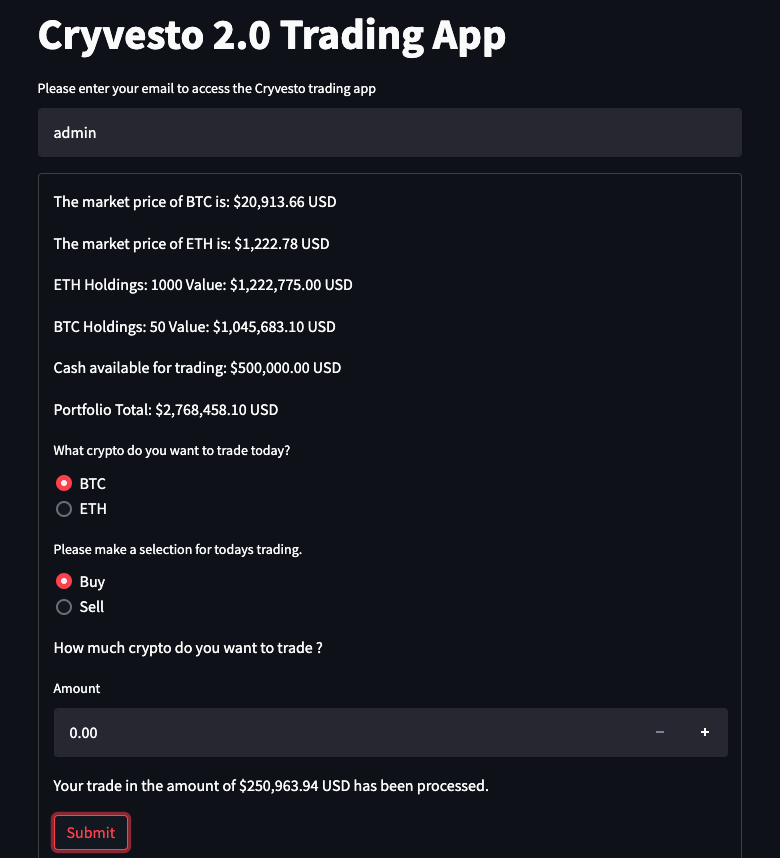 Cryvesto 2.0 Trading App
Please enter your email to access the Cryvesto trading app
admin
The market price of BTC is: $20,913.66 USD
The market price of ETH is: $1,222.78 USD
ETH Holdings: 1000 Value: $1,222,775.00 USD
BTC Holdings: 50 Value: $1,045,683.10 USD
Cash available for trading: $500,000.00 USD
Portfolio Total: $2,768,458.10 USD
What crypto do you want to trade today?
BTC
ETH
Please make a selection for todays trading.
Buy
Sell
How much crypto do you want to trade ?
Amount
0.00 − +
Your trade in the amount of $250,963.94 USD has been processed.
Submit